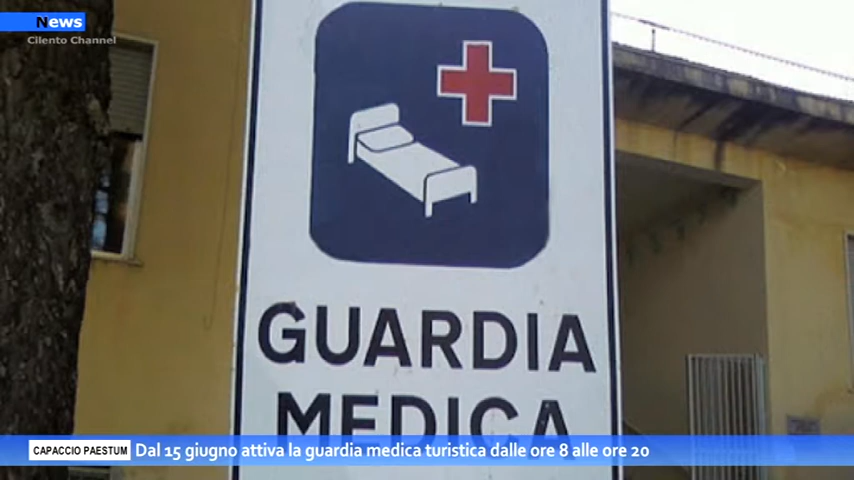 News
Cilento Channel
GUARDIA
MEDICA
CAPACCIO PAESTUM Dal 15 giugno attiva la guardia medica turistica dalle ore 8 alle ore 20